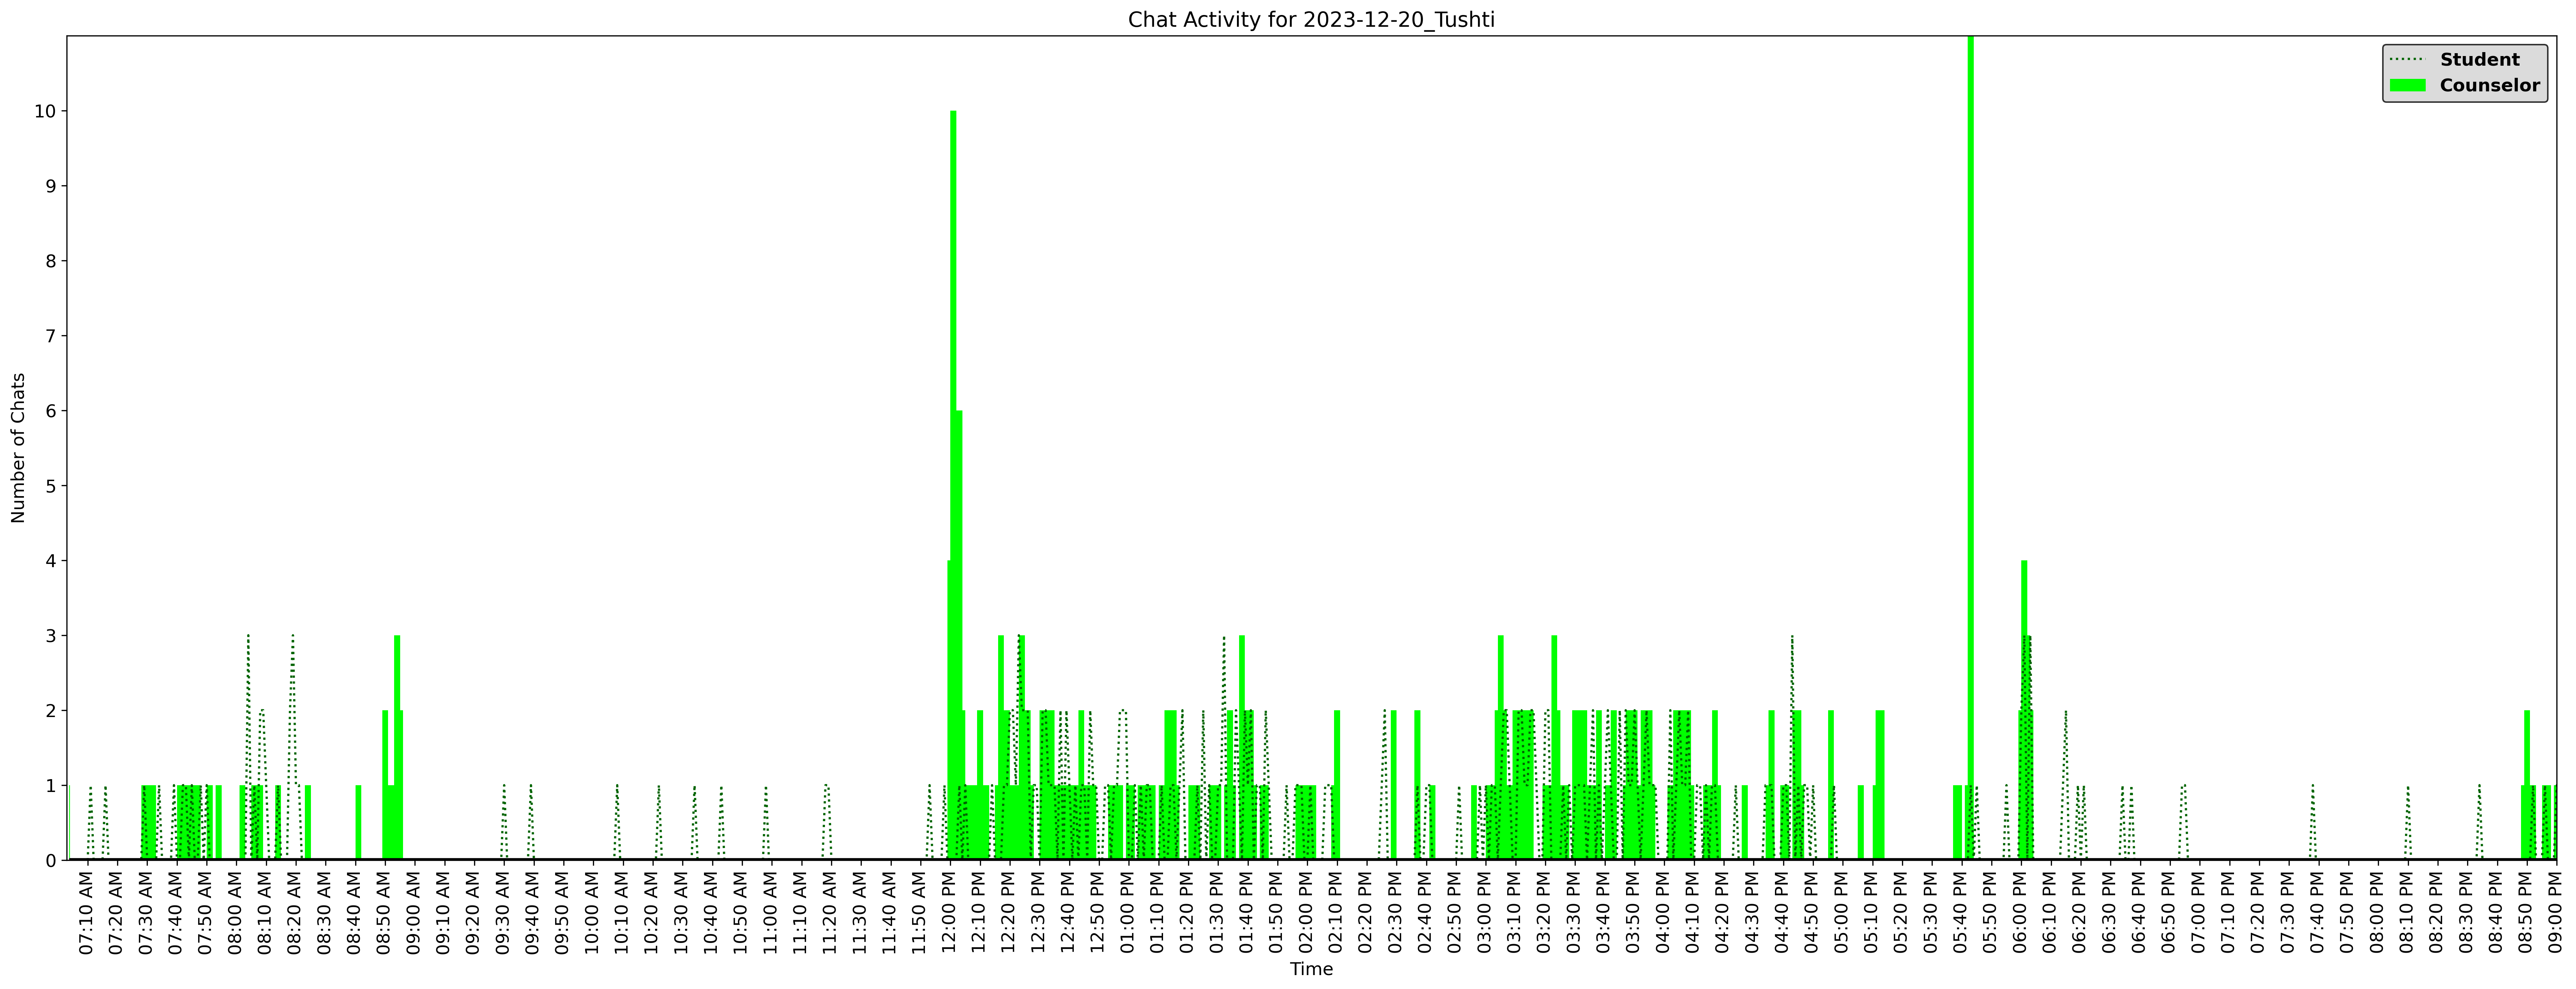 Chat Activity for 2023-12-20_Tushti
Student
Counselor
Number of Chats
10
9
8
7
6
5
4
3
2
1
0
07:10 AM
07:20 AM
07:30 AM
07:40 AM
07:50 AM
08:00 AM
08:10 AM
08:20 AM
08:30 AM
08:40 AM
08:50 AM
09:00 AM
09:10 AM
09:20 AM
09:30 AM
09:40 AM
09:50 AM
10:00 AM
10:10 AM
10:20 AM
10:30 AM
10:40 AM
10:50 AM
11:00 AM
11:10 AM
11:20 AM
11:30 AM
11:40 AM
11:50 AM
12:00 PM
12:10 PM
12:20 PM
12:30 PM
12:40 PM
12:50 PM
01:00 PM
01:10 PM
01:20 PM
01:30 PM
01:40 PM
01:50 PM
02:00 PM
02:10 PM
02:20 PM
02:30 PM
02:40 PM
02:50 PM
03:00 PM
03:10 PM
03:20 PM
03:30 PM
03:40 PM
03:50 PM
04:00 PM
04:10 PM
04:20 PM
04:30 PM
04:40 PM
04:50 PM
05:00 PM
05:10 PM
05:20 PM
05:30 PM
05:40 PM
05:50 PM
06:00 PM
06:10 PM
06:20 PM
06:30 PM
06:40 PM
06:50 PM
07:00 PM
07:10 PM
07:20 PM
07:30 PM
07:40 PM
07:50 PM
08:00 PM
08:10 PM
08:20 PM
08:30 PM
08:40 PM
08:50 PM
09:00 PM
Time